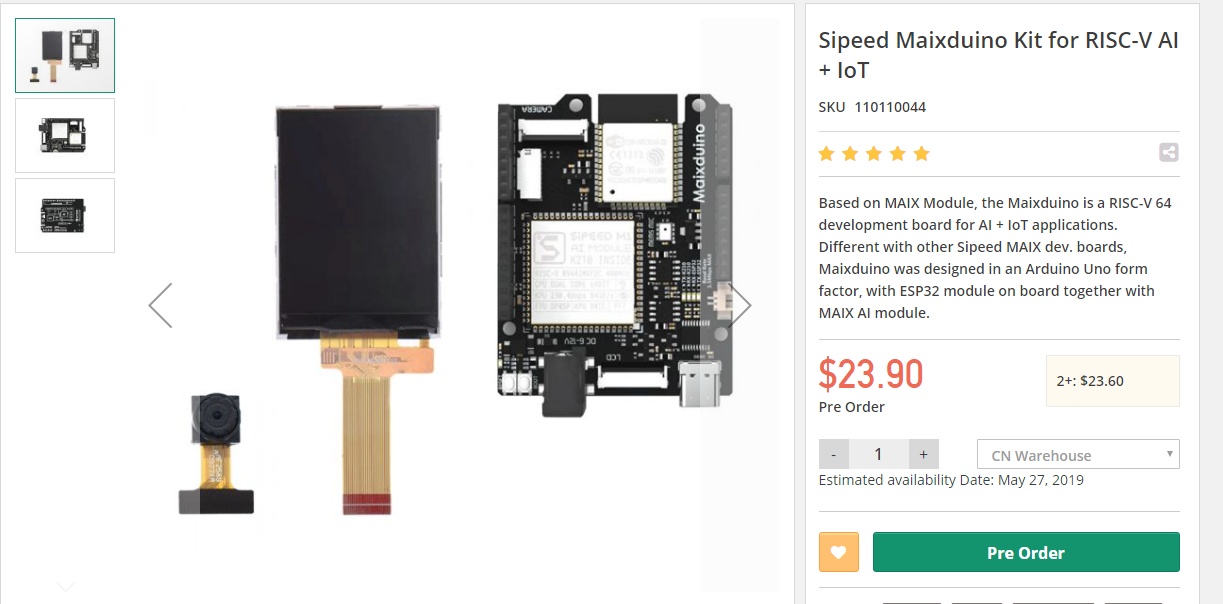 Sipeed Maixduino Kit for RISC-V AI
+ IoT
SKU 110110044
Based on MAIX Module, the Maixduino is a RISC-V 64
development board for AI + IoT applications.
Different with other Sipeed MAIX dev. boards,
Maixduino was designed in an Arduino Uno form
factor, with ESP32 module on board together with
MAIX AI module.
$23.90
2+: $23.60
Pre Order
- 1 +
CN Warehouse
Estimated availability Date: May 27, 2019
Pre Order
CAMERA
Maixduino
SIPEED M1
AI MODULE
K210 INSIDE
DC 6-12V
LCD